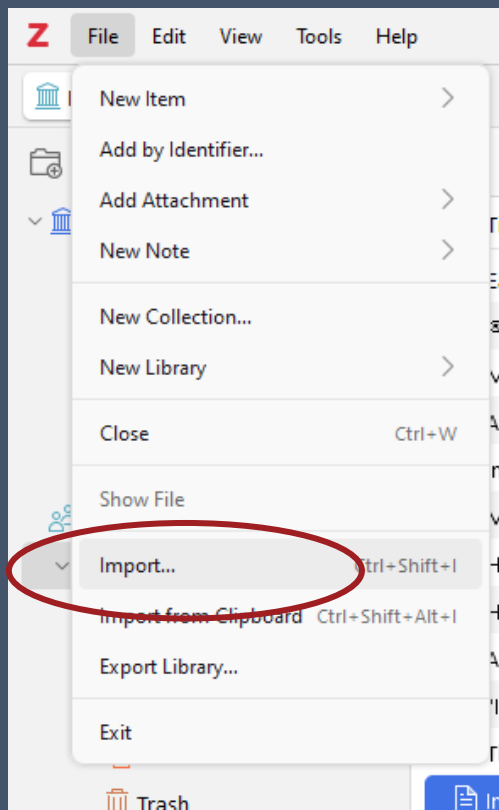 Z File Edit View Tools Help
New Item
Add by Identifier...
Add Attachment
New Note
New Collection...
New Library
Close Ctrl+W
Show File
Import... Ctrl+Shift+I
Import from Clipboard Ctrl+Shift+Alt+I
Export Library...
Exit
Trash